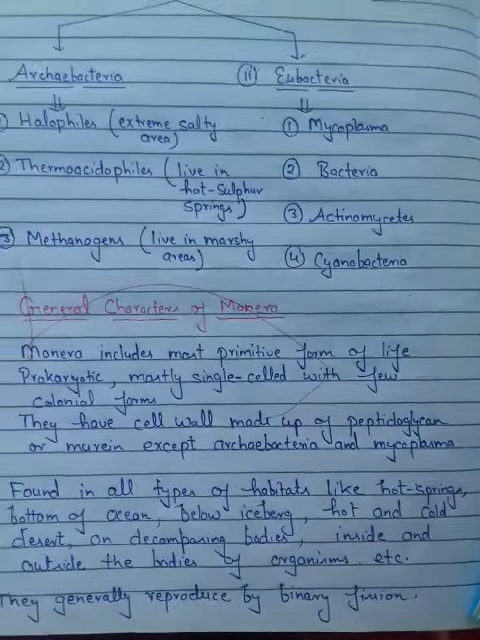 Archaebacteria (ii) Eubacteria
① Halophiles (extreme salty area) ① Mycoplasma
② Thermoacidophiles (live in hot-sulphur springs) ② Bacteria
③ Actinomycetes
③ Methanogens (live in marshy areas) ④ Cyanobacteria
General Characters of Monera
Monera includes most primitive form of life
Prokaryotic, mostly single-celled with few
colonial forms
They have cell wall made up of peptidoglycan
or murein except archaebacteria and mycoplasma.
Found in all types of habitats like hot-springs,
bottom of ocean, below iceberg, hot and cold
desert, on decomposing bodies, inside and
outside the bodies by organisms etc.
They generally reproduce by binary fission.